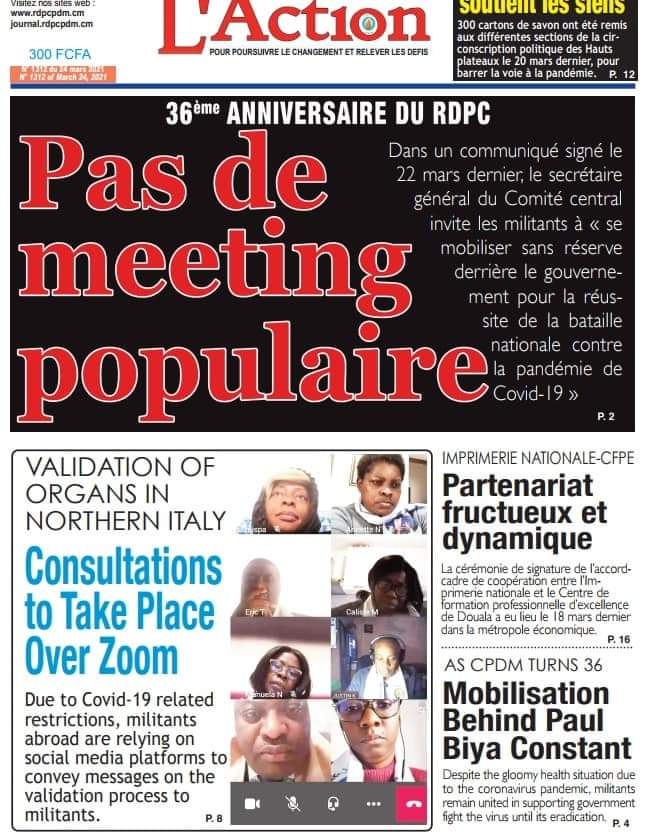 Visitez nos sites web :
www.rdpcpdm.cm
journal.rdpcpdm.cm
300 FCFA
N° 1312 du 24 mars 2021
N° 1312 of March 24, 2021
L'Action
POUR POURSUIVRE LE CHANGEMENT ET RELEVER LES DEFIS
soutient les siens
300 cartons de savon ont été remis
aux différentes sections de la cir-
conscription politique des Hauts
plateaux le 20 mars dernier, pour
barrer la voie à la pandémie. P. 12
36ème ANNIVERSAIRE DU RDPC
Pas de
meeting
populaire
Dans un communiqué signé le
22 mars dernier, le secrétaire
général du Comité central
invite les militants à « se
mobiliser sans réserve
derrière le gouverne-
ment pour la réus-
site de la bataille
nationale contre
la pandémie de
Covid-19 »
P. 2
VALIDATION OF
ORGANS IN
NORTHERN ITALY
Consultations
to Take Place
Over Zoom
Due to Covid-19 related
restrictions, militants
abroad are relying on
social media platforms to
convey messages on the
validation process to
militants. P. 8
Eric T
IMPRIMERIE NATIONALE-CFPE
Partenariat
fructueux et
dynamique
La cérémonie de signature de l'accord-
cadre de coopération entre l'Im-
primerie nationale et le Centre de
formation professionnelle d'excellence
de Douala a eu lieu le 18 mars dernier
dans la métropole économique.
P. 16
AS CPDM TURNS 36
Mobilisation
Behind Paul
Biya Constant
Despite the gloomy health situation due
to the coronavirus pandemic, militants
remain united in supporting government
fight the virus until its eradication. P. 4